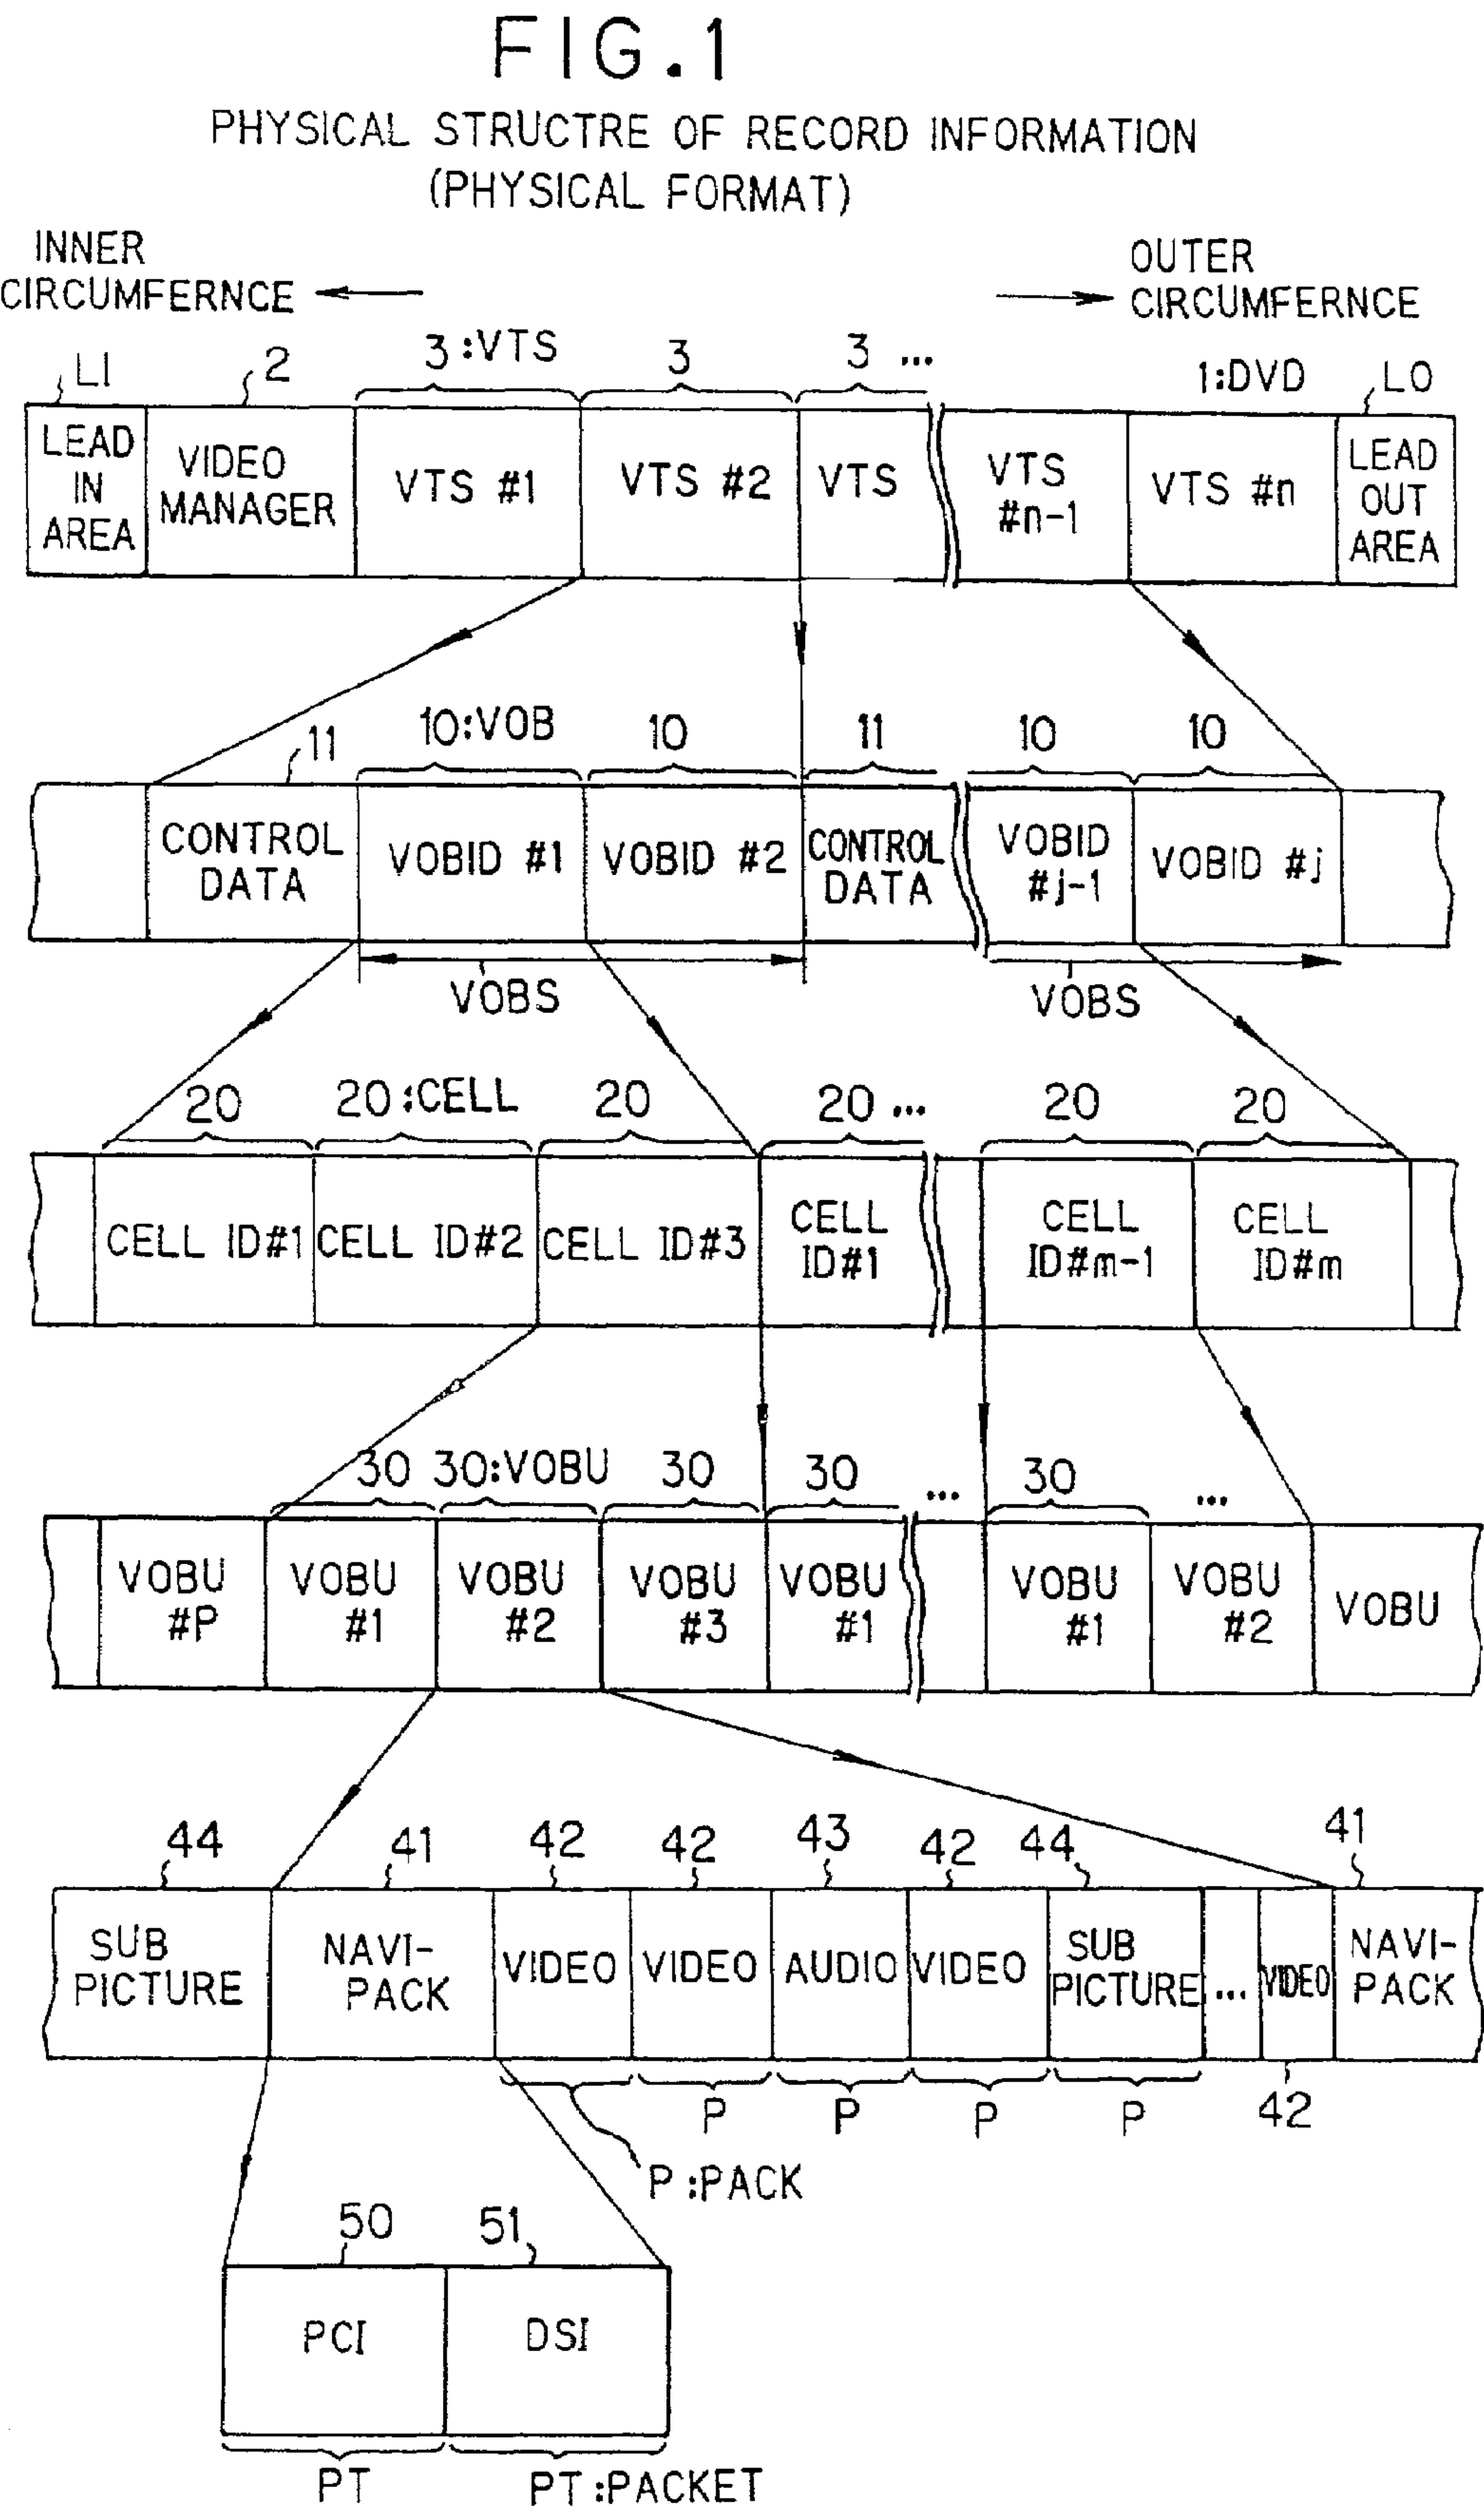 FIG.1
PHYSICAL STRUCTRE OF RECORD INFORMATION
(PHYSICAL FORMAT)
INNER
CIRCUMFERNCE
OUTER
CIRCUMFERNCE
LI
2
3:VTS
3
3 ...
1:DVD
LO
LEAD
IN
AREA
VIDEO
MANAGER
VTS #1
VTS #2
VTS
VTS
#n-1
VTS #n
LEAD
OUT
AREA
11
10:VOB
10
11
10
10
CONTROL
DATA
VOBID #1
VOBID #2
CONTROL
DATA
VOBID
#j-1
VOBID #j
VOBS
VOBS
20
20:CELL
20
20 ...
20
20
CELL ID#1
CELL ID#2
CELL ID#3
CELL
ID#1
CELL
ID#m-1
CELL
ID#m
30
30:VOBU
30
30
...
30
...
VOBU
#P
VOBU
#1
VOBU
#2
VOBU
#3
VOBU
#1
VOBU
#1
VOBU
#2
VOBU
44
41
42
42
43
42
44
41
SUB
PICTURE
NAVI-
PACK
VIDEO
VIDEO
AUDIO
VIDEO
SUB
PICTURE
...
VIDEO
NAVI-
PACK
P
P
P
P
42
P:PACK
50
51
PCI
DSI
PT
PT:PACKET